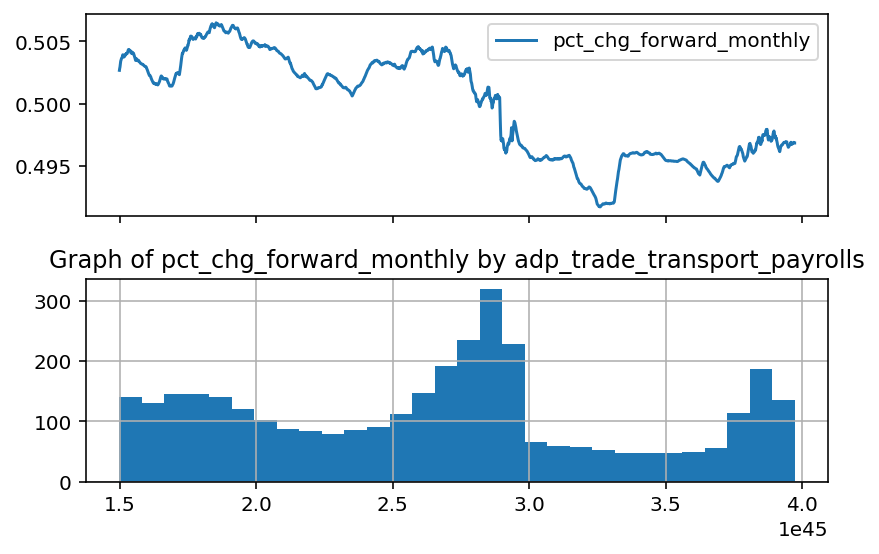 0.505
0.500
0.495
pct_chg_forward_monthly
Graph of pct_chg_forward_monthly by adp_trade_transport_payrolls
300
200
100
0
1.5 2.0 2.5 3.0 3.5 4.0
1e45